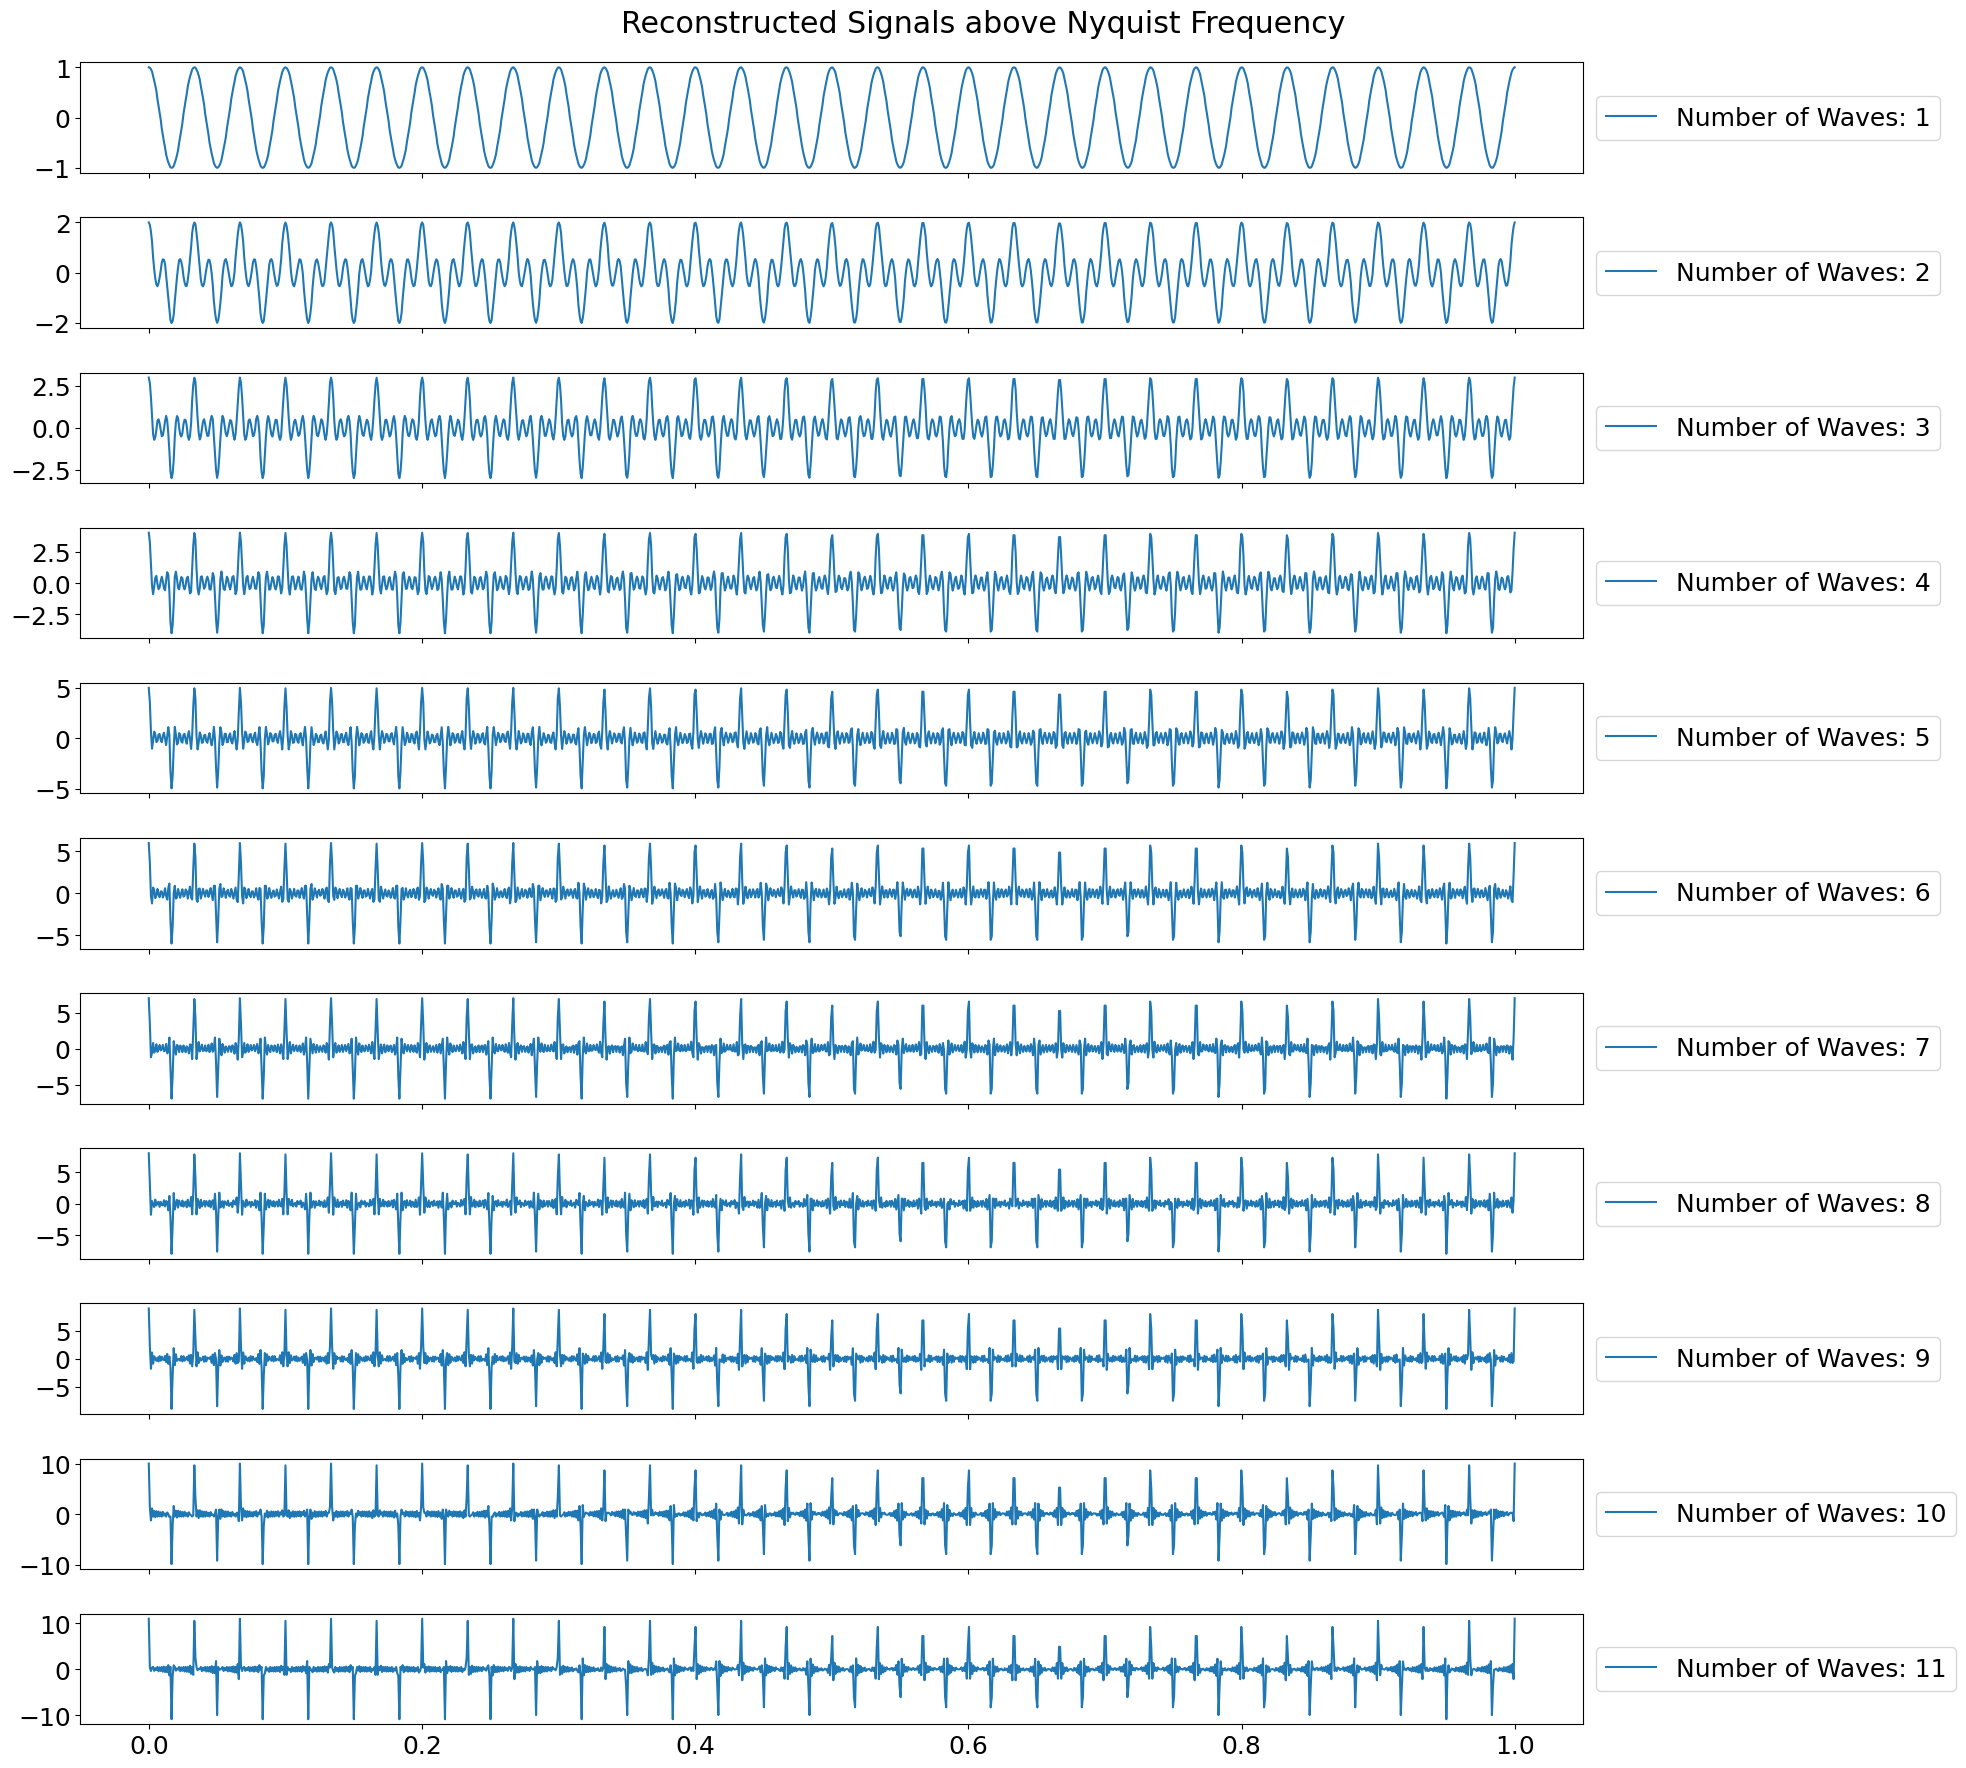 Reconstructed Signals above Nyquist Frequency
1
0
−1
Number of Waves: 1
2
0
−2
Number of Waves: 2
2.5
0.0
−2.5
Number of Waves: 3
2.5
0.0
−2.5
Number of Waves: 4
5
0
−5
Number of Waves: 5
5
0
−5
Number of Waves: 6
5
0
−5
Number of Waves: 7
5
0
−5
Number of Waves: 8
5
0
−5
Number of Waves: 9
10
0
−10
Number of Waves: 10
10
0
−10
Number of Waves: 11
0.0 0.2 0.4 0.6 0.8 1.0